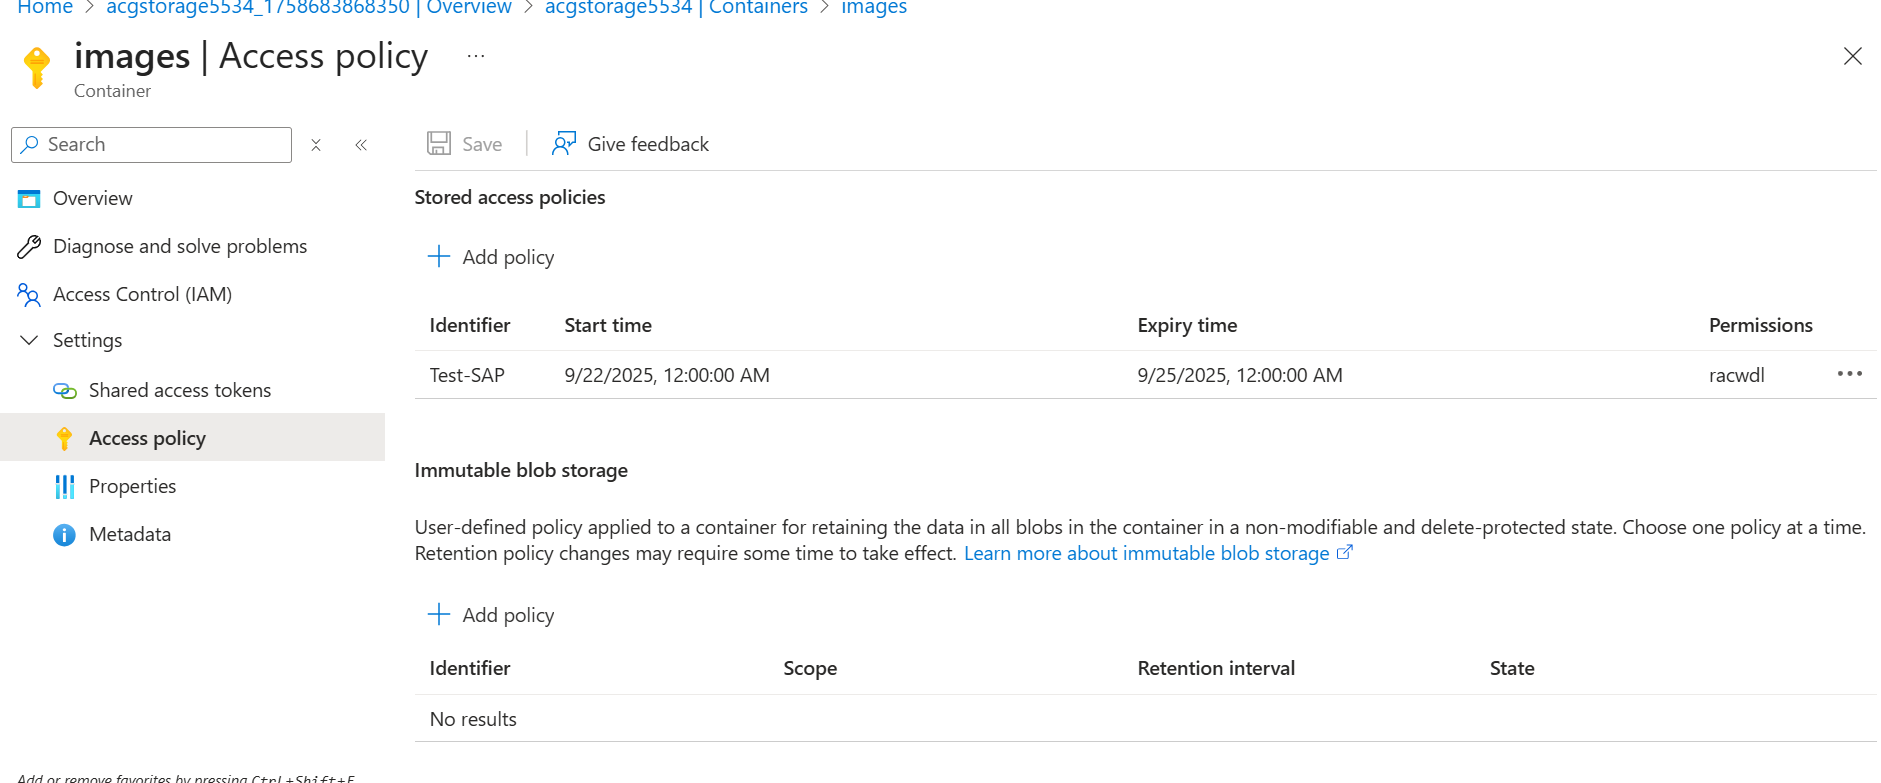 Home > acgstorage5534_1758683868350 | Overview > acgstorage5534 | Containers > images
images | Access policy ...
Container
Search
Save
Give feedback
Overview
Diagnose and solve problems
Access Control (IAM)
Settings
Shared access tokens
Access policy
Properties
Metadata
Stored access policies
Add policy
Identifier Start time Expiry time Permissions
Test-SAP 9/22/2025, 12:00:00 AM 9/25/2025, 12:00:00 AM racwdl
Immutable blob storage
User-defined policy applied to a container for retaining the data in all blobs in the container in a non-modifiable and delete-protected state. Choose one policy at a time.
Retention policy changes may require some time to take effect. Learn more about immutable blob storage
Add policy
Identifier Scope Retention interval State
No results
Add or remove favorites by pressing Ctrl+Shift+F